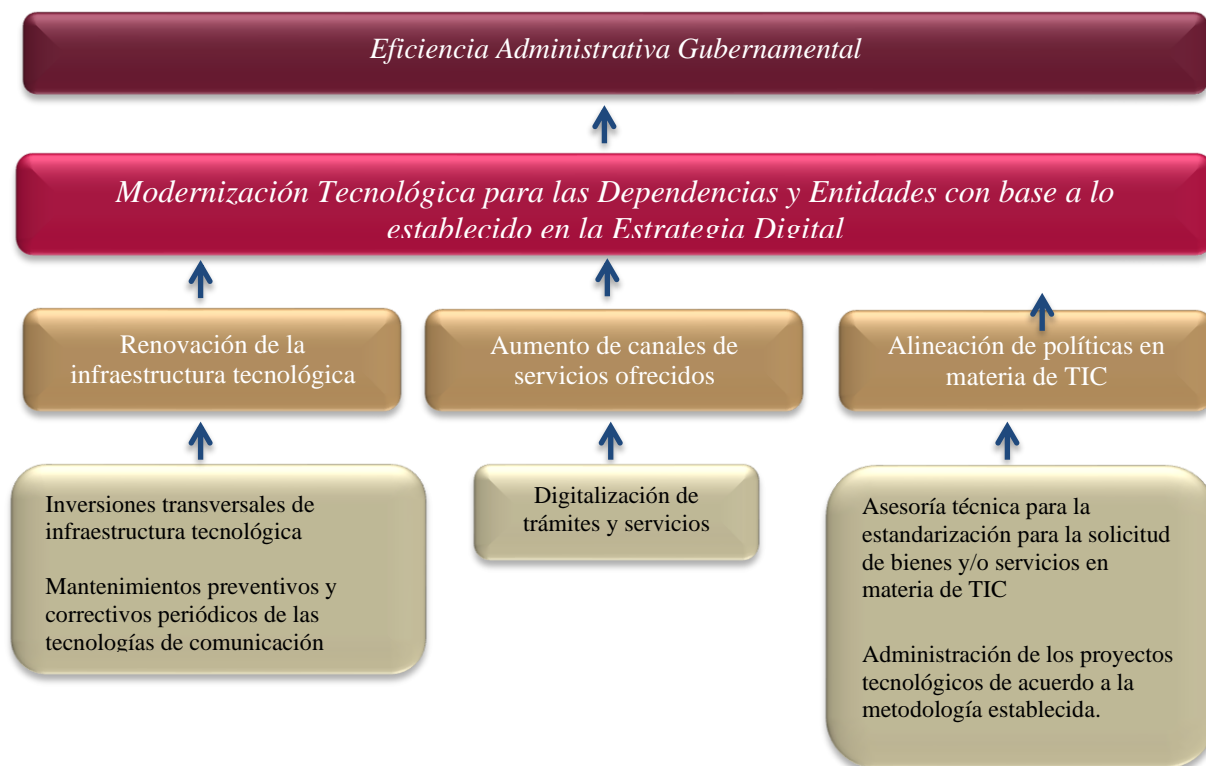 Eficiencia Administrativa Gubernamental
Modernización Tecnológica para las Dependencias y Entidades con base a lo
establecido en la Estrategia Digital
Renovación de la
infraestructura tecnológica
Aumento de canales de
servicios ofrecidos
Alineación de políticas en
materia de TIC
Inversiones transversales de
infraestructura tecnológica
Mantenimientos preventivos y
correctivos periódicos de las
tecnologías de comunicación
Digitalización de
trámites y servicios
Asesoría técnica para la
estandarización para la solicitud
de bienes y/o servicios en
materia de TIC
Administración de los proyectos
tecnológicos de acuerdo a la
metodología establecida.